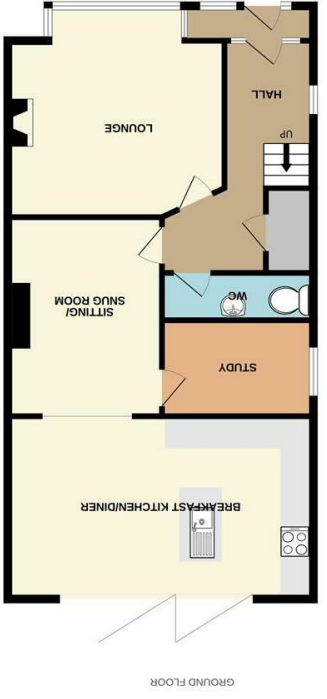 GROUND FLOOR
BREAKFAST KITCHEN/DINER
STUDY
SITTING/
SNUG ROOM
WC
UP
LOUNGE
HALL